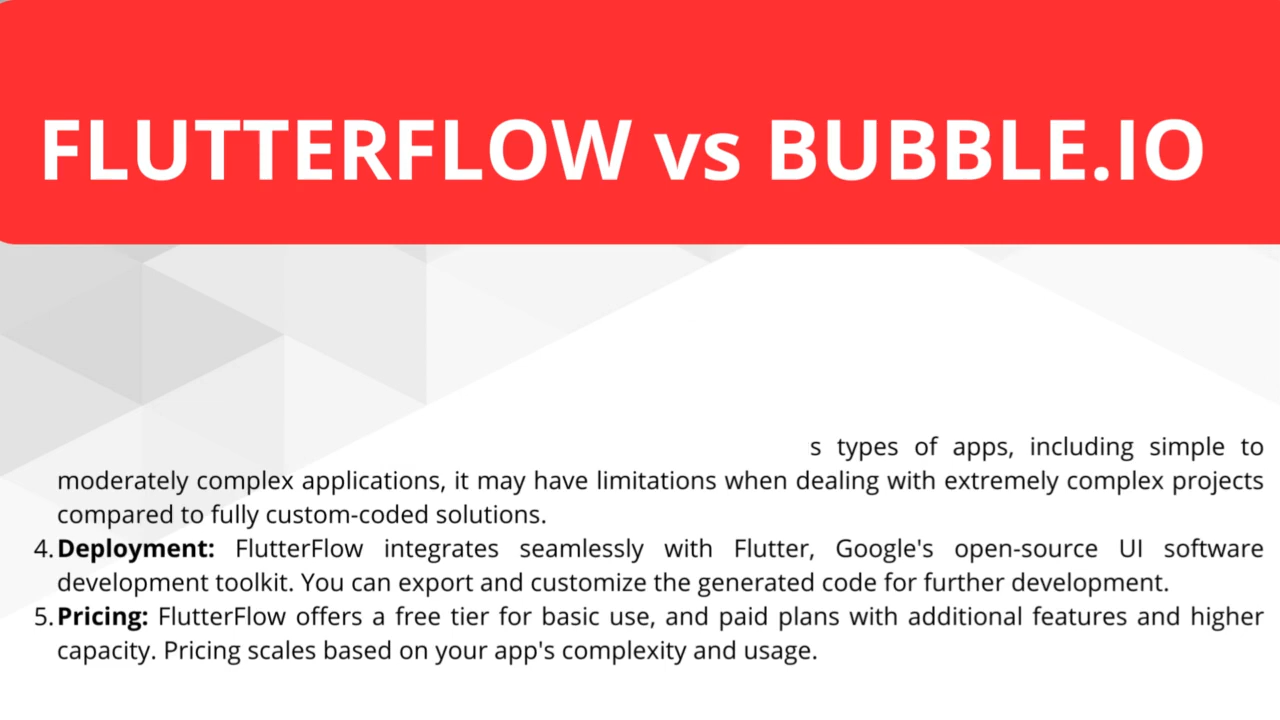 FLUTTERFLOW vs BUBBLE.IO
s types of apps, including simple to
moderately complex applications, it may have limitations when dealing with extremely complex projects
compared to fully custom-coded solutions.
4. Deployment: FlutterFlow integrates seamlessly with Flutter, Google's open-source UI software
development toolkit. You can export and customize the generated code for further development.
5. Pricing: FlutterFlow offers a free tier for basic use, and paid plans with additional features and higher
capacity. Pricing scales based on your app's complexity and usage.